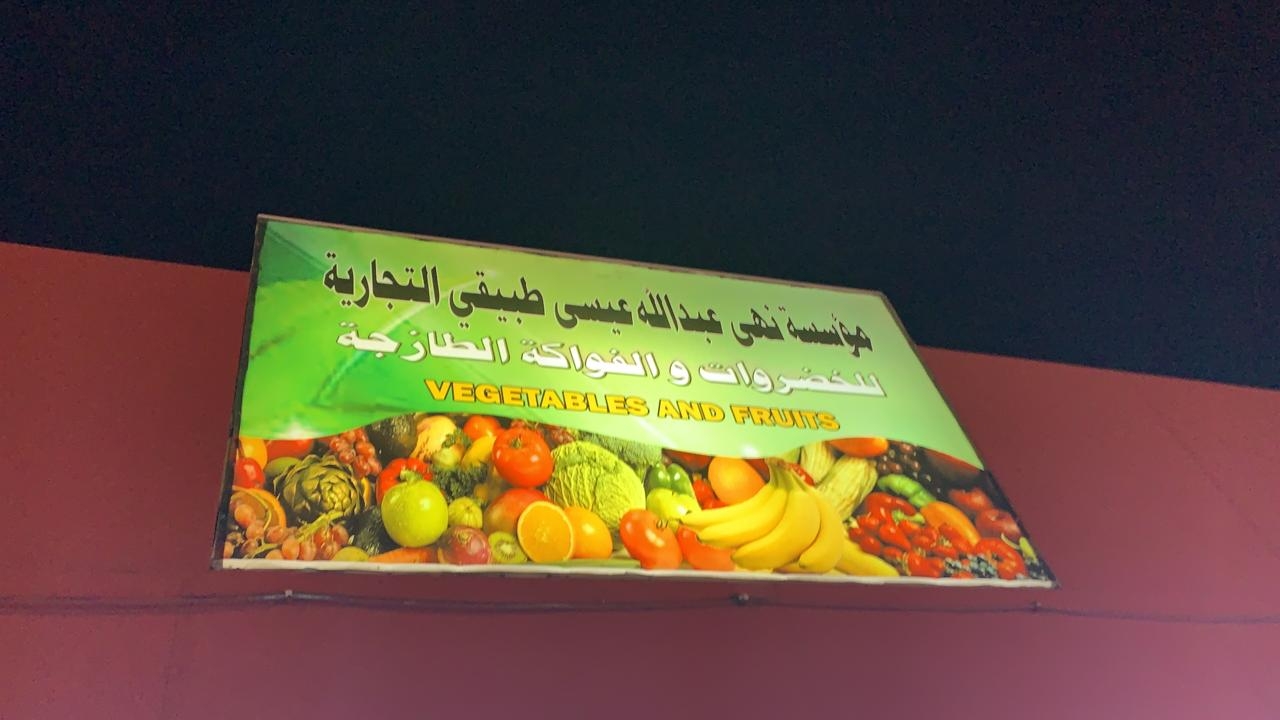 مؤسسة نهى عبدالله عيسى طبيقي التجارية
للخضروات و الفواكة الطازجة
VEGETABLES AND FRUITS